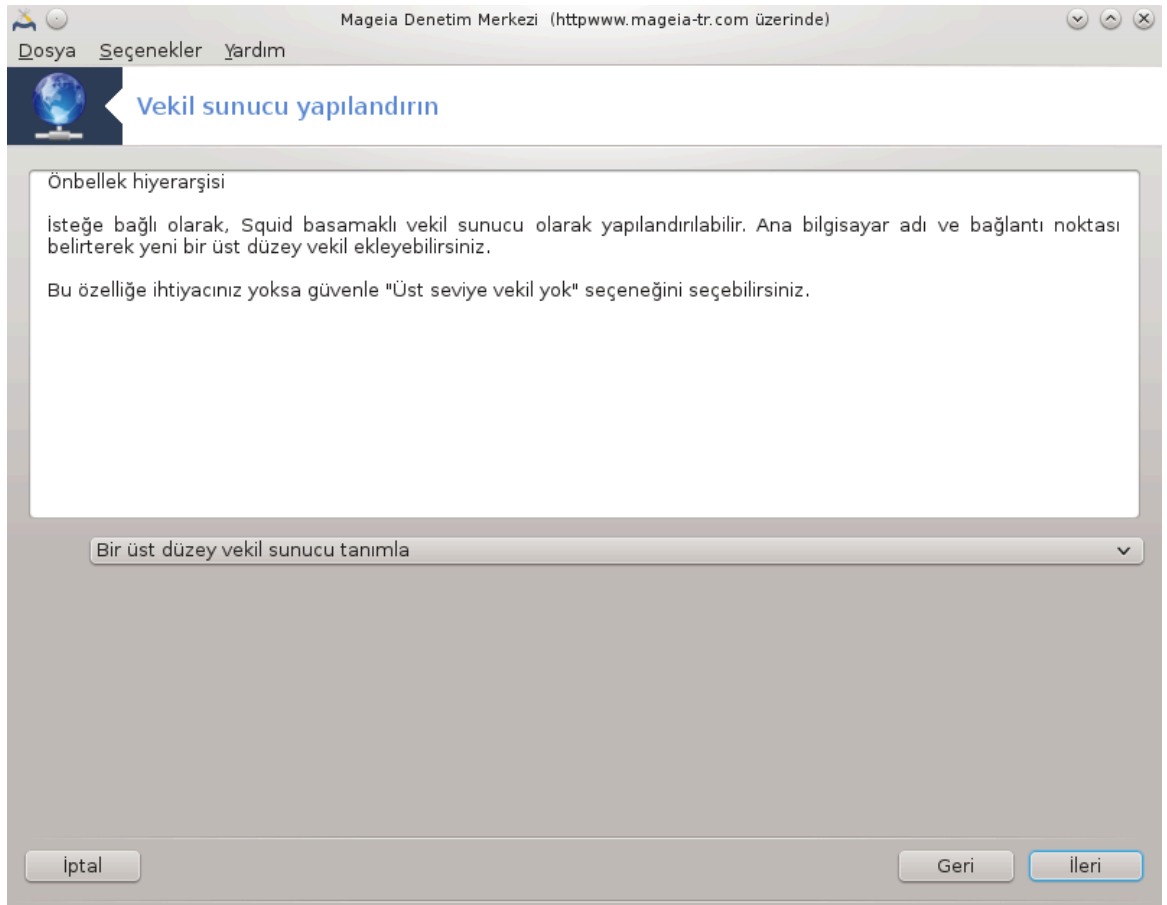 Mageia Denetim Merkezi (httpwww.mageia-tr.com üzerinde)
Dosya Seçenekler Yardım
Vekil sunucu yapılandırın
Önbellek hiyerarşisi
İsteğe bağlı olarak, Squid basamaklı vekil sunucu olarak yapılandırılabilir. Ana bilgisayar adı ve bağlantı noktası
belirterek yeni bir üst düzey vekil ekleyebilirsiniz.
Bu özelliğe ihtiyacınız yoksa güvenle "Üst seviye vekil yok" seçeneğini seçebilirsiniz.
Bir üst düzey vekil sunucu tanımla
İptal Geri İleri